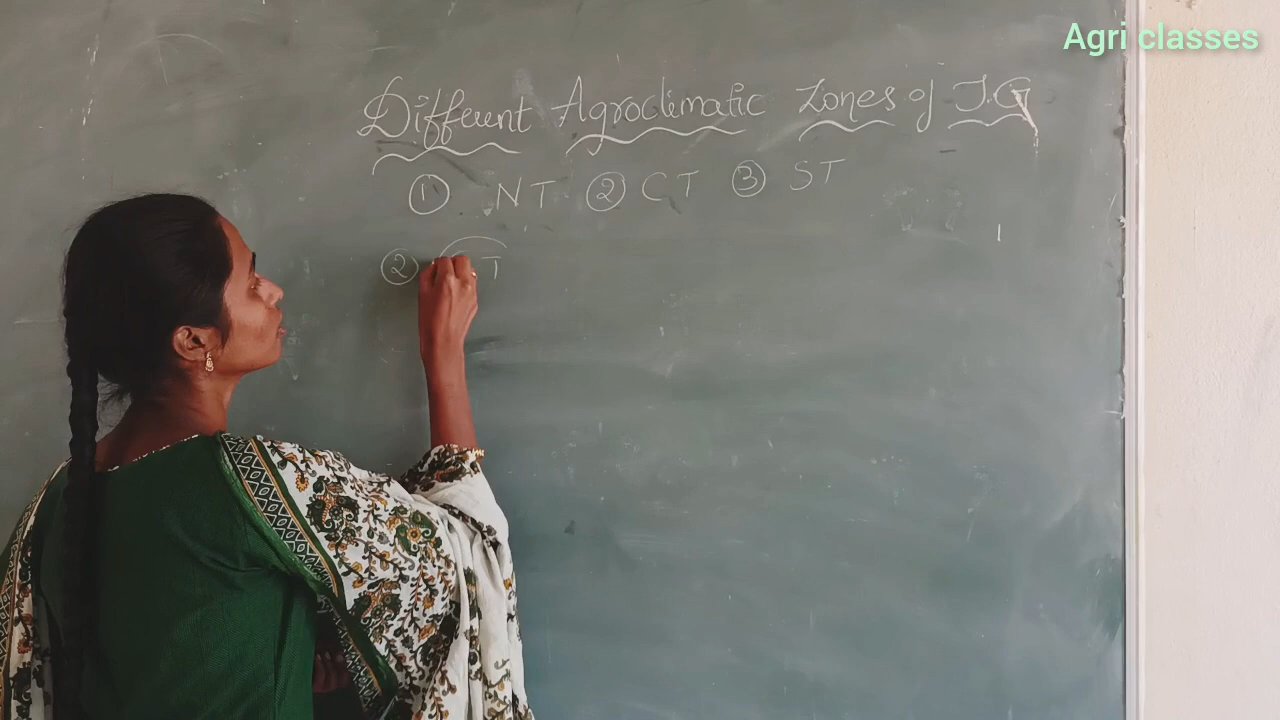 Agri classes
Different Agroclimatic Zones of T.G
① NT ② CT ③ ST
② T